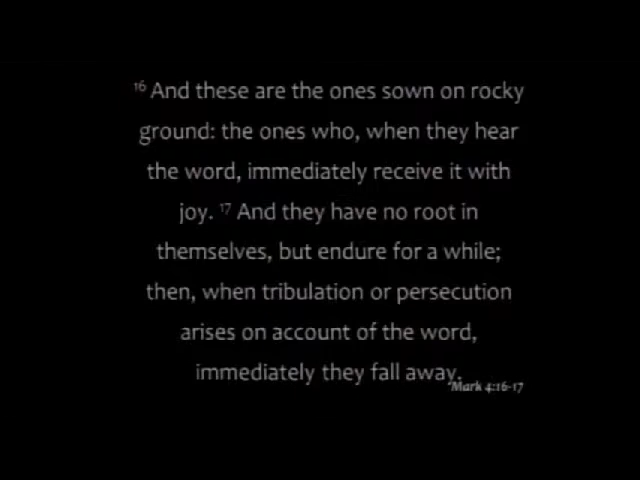 16 And these are the ones sown on rocky
ground: the ones who, when they hear
the word, immediately receive it with
joy. 17 And they have no root in
themselves, but endure for a while;
then, when tribulation or persecution
arises on account of the word,
immediately they fall away.
Mark 4:16-17